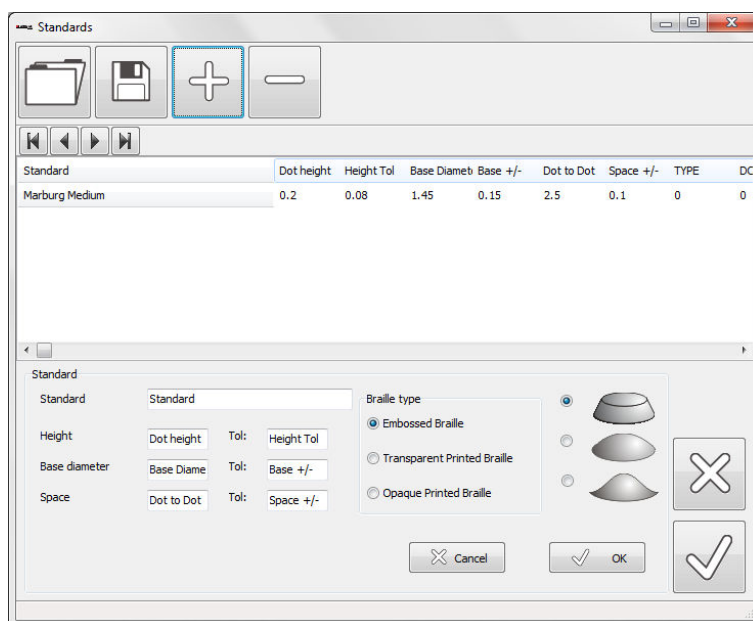 Standards
Standard Dot height Height Tol Base Diamet Base +/- Dot to Dot Space +/- TYPE DO
Marburg Medium 0.2 0.08 1.45 0.15 2.5 0.1 0 0
Standard
Standard Standard Braille type
Embossed Braille
Height Dot height Tol: Height Tol
Base diameter Base Diame Tol: Base +/- Transparent Printed Braille
Space Dot to Dot Tol: Space +/- Opaque Printed Braille
Cancel OK